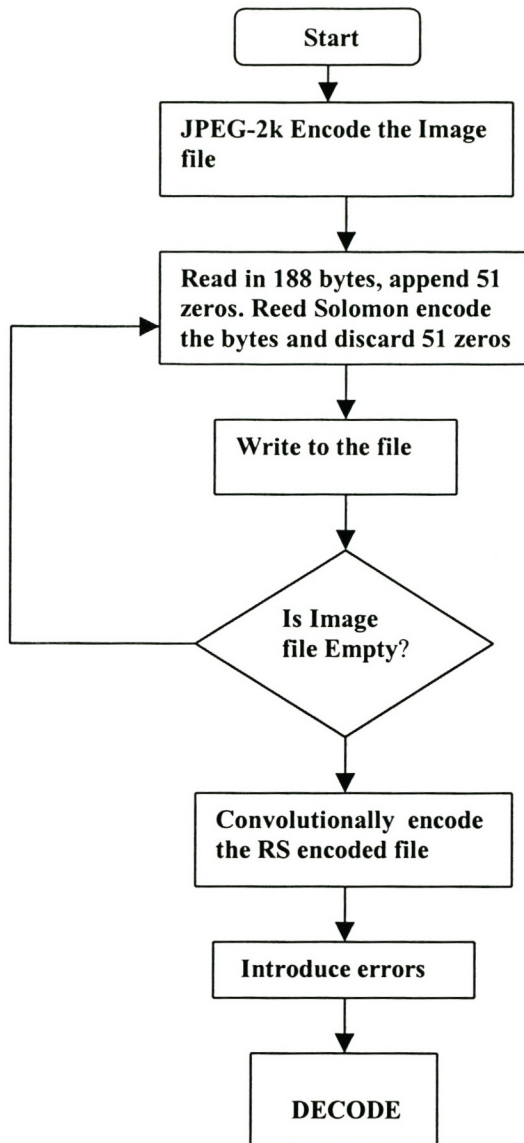 Start
JPEG-2k Encode the Image
file
Read in 188 bytes, append 51
zeros. Reed Solomon encode
the bytes and discard 51 zeros
Write to the file
Is Image
file Empty?
Convolutionally encode
the RS encoded file
Introduce errors
DECODE